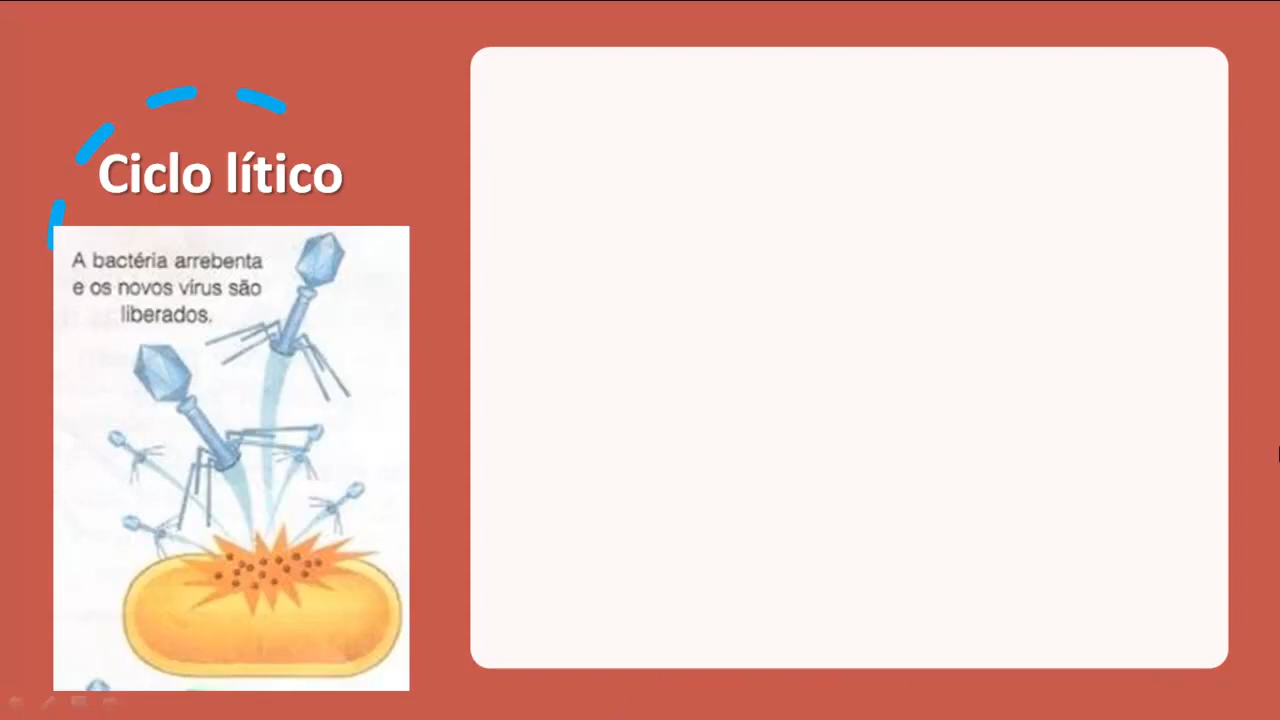 Ciclo lítico
A bactéria arrebenta
e os novos vírus são
liberados.